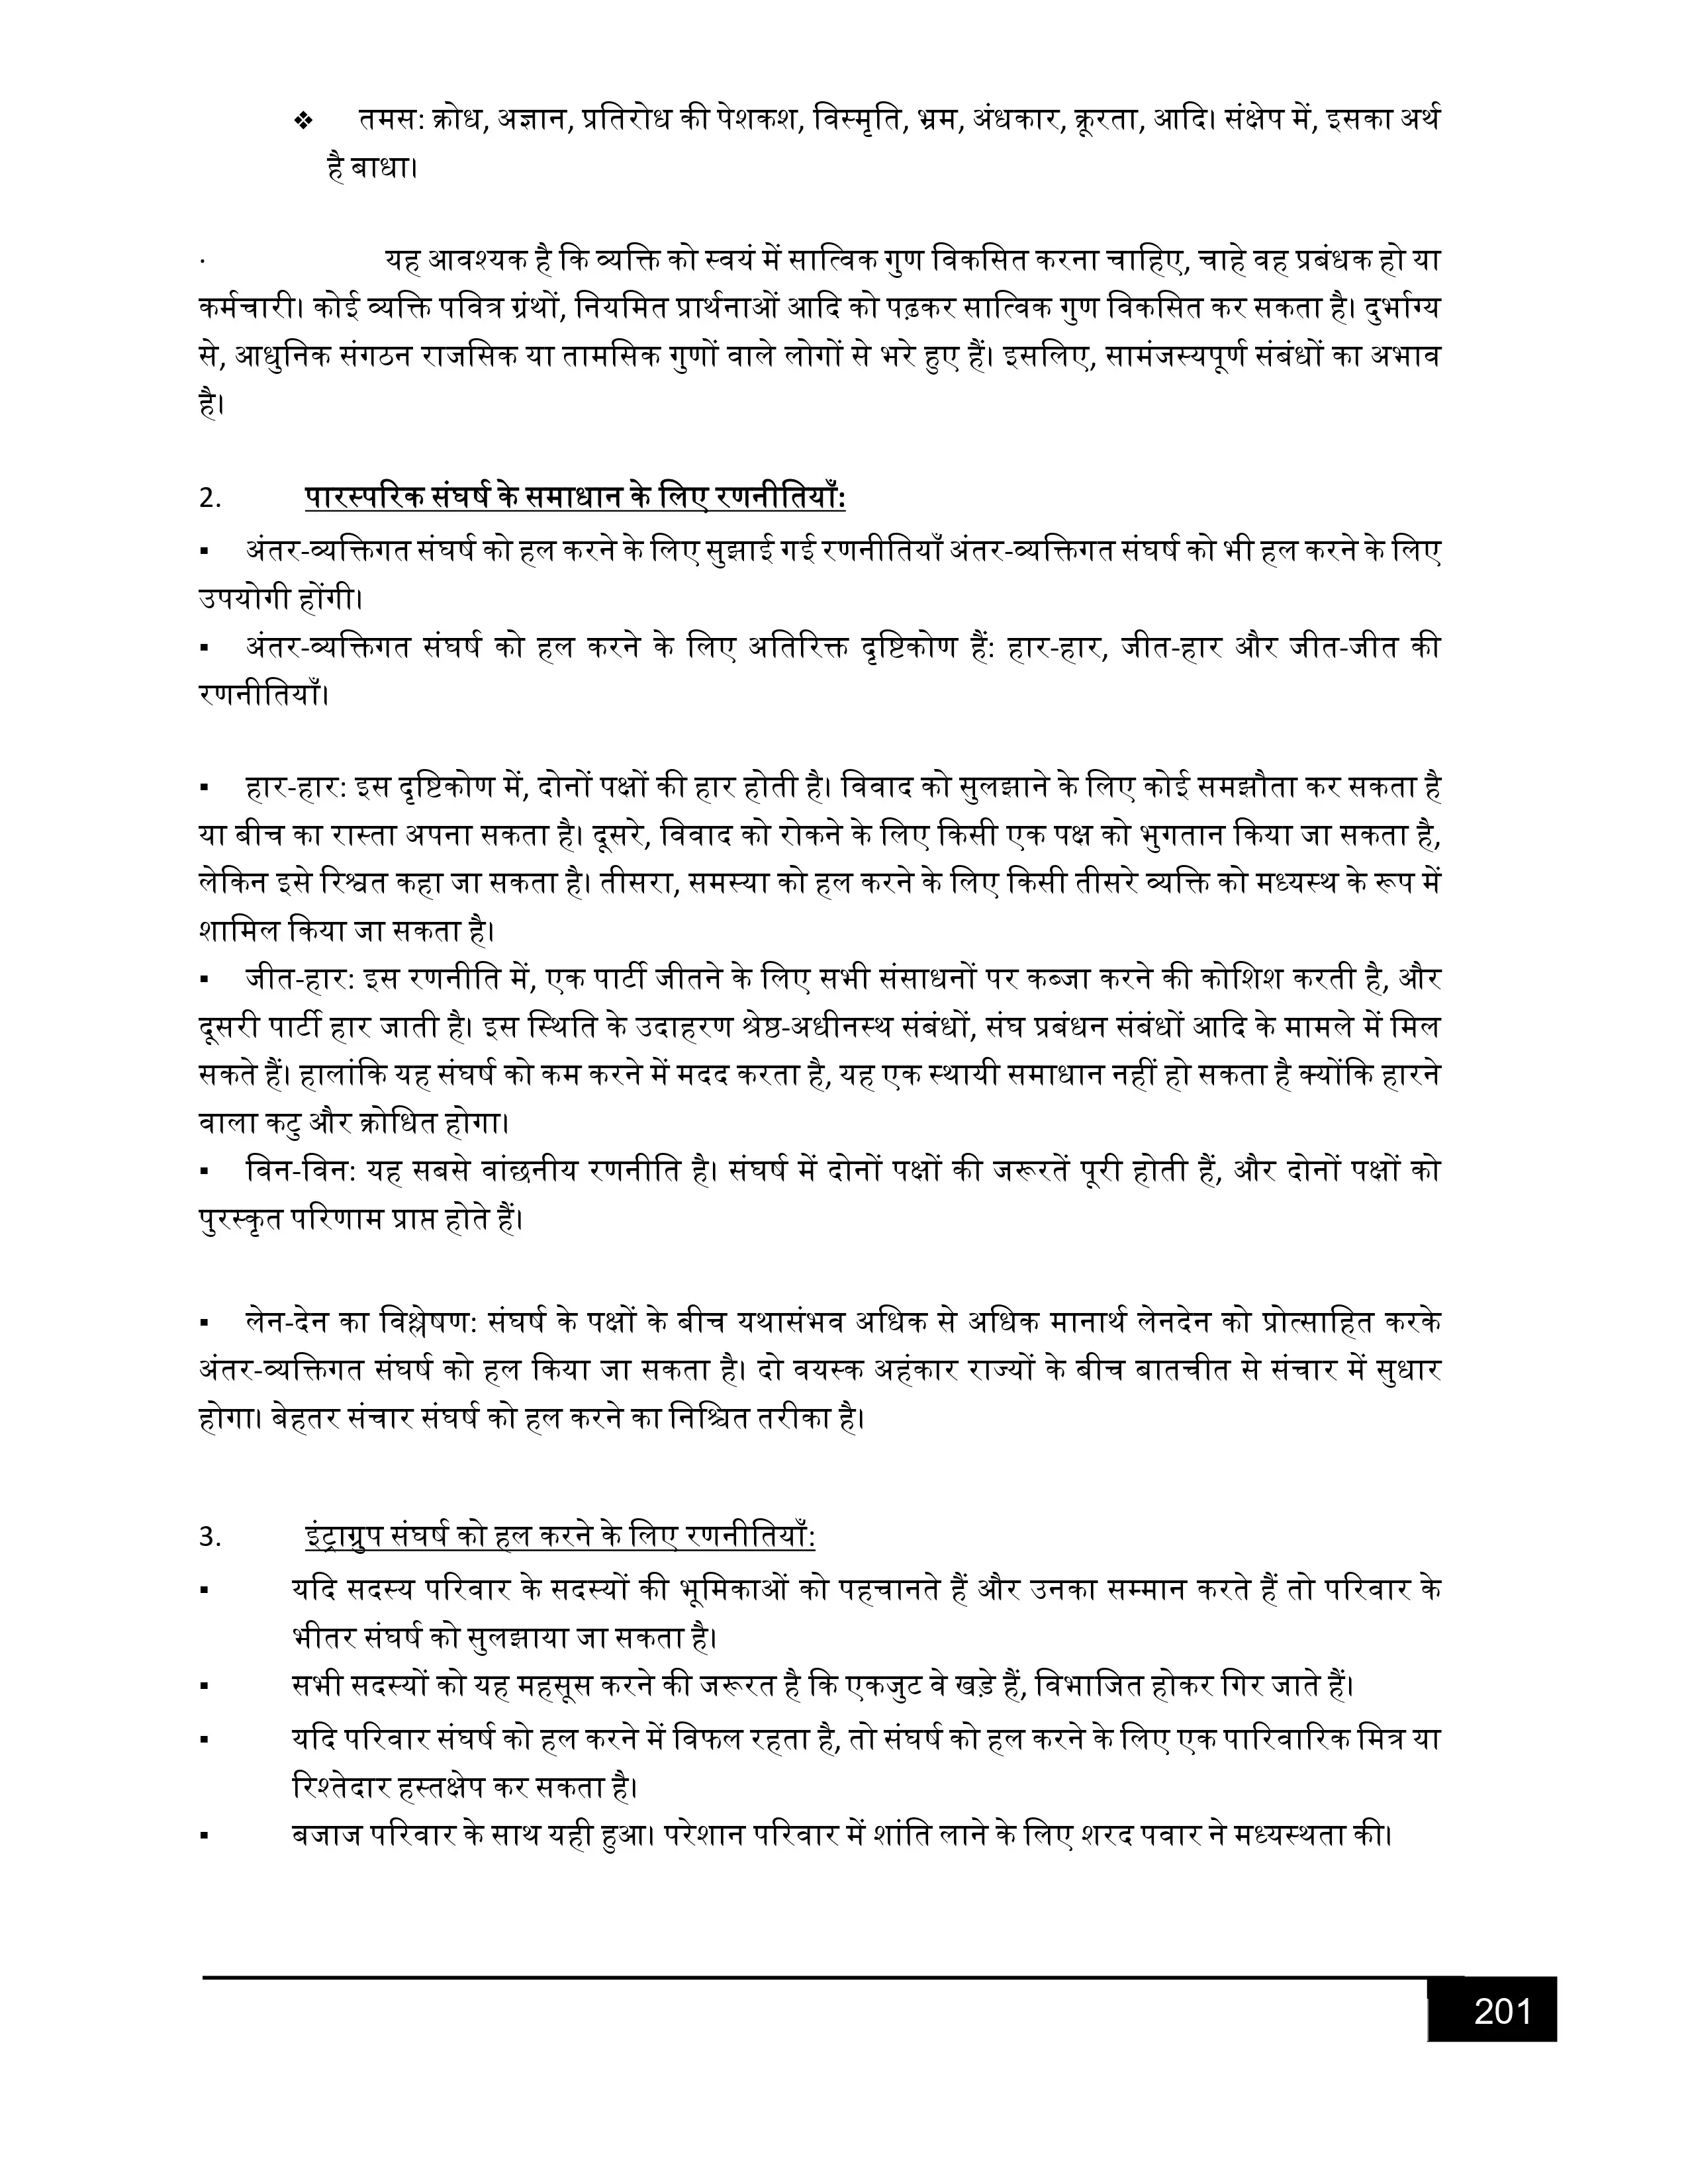 ❖ तमस: क्रोध, अज्ञान, प्रतिरोध की पेशकश, विस्मृति, भ्रम, अंधकार, क्रूरता, आदि। संक्षेप में, इसका अर्थ
है बाधा।
· यह आवश्यक है कि व्यक्ति को स्वयं में सात्विक गुण विकसित करना चाहिए, चाहे वह प्रबंधक हो या
कर्मचारी। कोई व्यक्ति पवित्र ग्रंथों, नियमित प्रार्थनाओं आदि को पढ़कर सात्विक गुण विकसित कर सकता है। दुर्भाग्य
से, आधुनिक संगठन राजसिक या तामसिक गुणों वाले लोगों से भरे हुए हैं। इसलिए, सामंजस्यपूर्ण संबंधों का अभाव
है।
2. पारस्परिक संघर्ष के समाधान के लिए रणनीतियाँ:
▪ अंतर-व्यक्तिगत संघर्ष को हल करने के लिए सुझाई गई रणनीतियाँ अंतर-व्यक्तिगत संघर्ष को भी हल करने के लिए
उपयोगी होंगी।
▪ अंतर-व्यक्तिगत संघर्ष को हल करने के लिए अतिरिक्त दृष्टिकोण हैं: हार-हार, जीत-हार और जीत-जीत की
रणनीतियाँ।
▪ हार-हार: इस दृष्टिकोण में, दोनों पक्षों की हार होती है। विवाद को सुलझाने के लिए कोई समझौता कर सकता है
या बीच का रास्ता अपना सकता है। दूसरे, विवाद को रोकने के लिए किसी एक पक्ष को भुगतान किया जा सकता है,
लेकिन इसे रिश्वत कहा जा सकता है। तीसरा, समस्या को हल करने के लिए किसी तीसरे व्यक्ति को मध्यस्थ के रूप में
शामिल किया जा सकता है।
▪ जीत-हार: इस रणनीति में, एक पार्टी जीतने के लिए सभी संसाधनों पर कब्जा करने की कोशिश करती है, और
दूसरी पार्टी हार जाती है। इस स्थिति के उदाहरण श्रेष्ठ-अधीनस्थ संबंधों, संघ प्रबंधन संबंधों आदि के मामले में मिल
सकते हैं। हालांकि यह संघर्ष को कम करने में मदद करता है, यह एक स्थायी समाधान नहीं हो सकता है क्योंकि हारने
वाला कटु और क्रोधित होगा।
▪ विन-विन: यह सबसे वांछनीय रणनीति है। संघर्ष में दोनों पक्षों की जरूरतें पूरी होती हैं, और दोनों पक्षों को
पुरस्कृत परिणाम प्राप्त होते हैं।
▪ लेन-देन का विश्लेषण: संघर्ष के पक्षों के बीच यथासंभव अधिक से अधिक मानार्थ लेनदेन को प्रोत्साहित करके
अंतर-व्यक्तिगत संघर्ष को हल किया जा सकता है। दो वयस्क अहंकार राज्यों के बीच बातचीत से संचार में सुधार
होगा। बेहतर संचार संघर्ष को हल करने का निश्चित तरीका है।
3. इंट्राग्रुप संघर्ष को हल करने के लिए रणनीतियाँ:
▪ यदि सदस्य परिवार के सदस्यों की भूमिकाओं को पहचानते हैं और उनका सम्मान करते हैं तो परिवार के
भीतर संघर्ष को सुलझाया जा सकता है।
▪ सभी सदस्यों को यह महसूस करने की जरूरत है कि एकजुट वे खड़े हैं, विभाजित होकर गिर जाते हैं।
▪ यदि परिवार संघर्ष को हल करने में विफल रहता है, तो संघर्ष को हल करने के लिए एक पारिवारिक मित्र या
रिश्तेदार हस्तक्षेप कर सकता है।
▪ बजाज परिवार के साथ यही हुआ। परेशान परिवार में शांति लाने के लिए शरद पवार ने मध्यस्थता की।
201